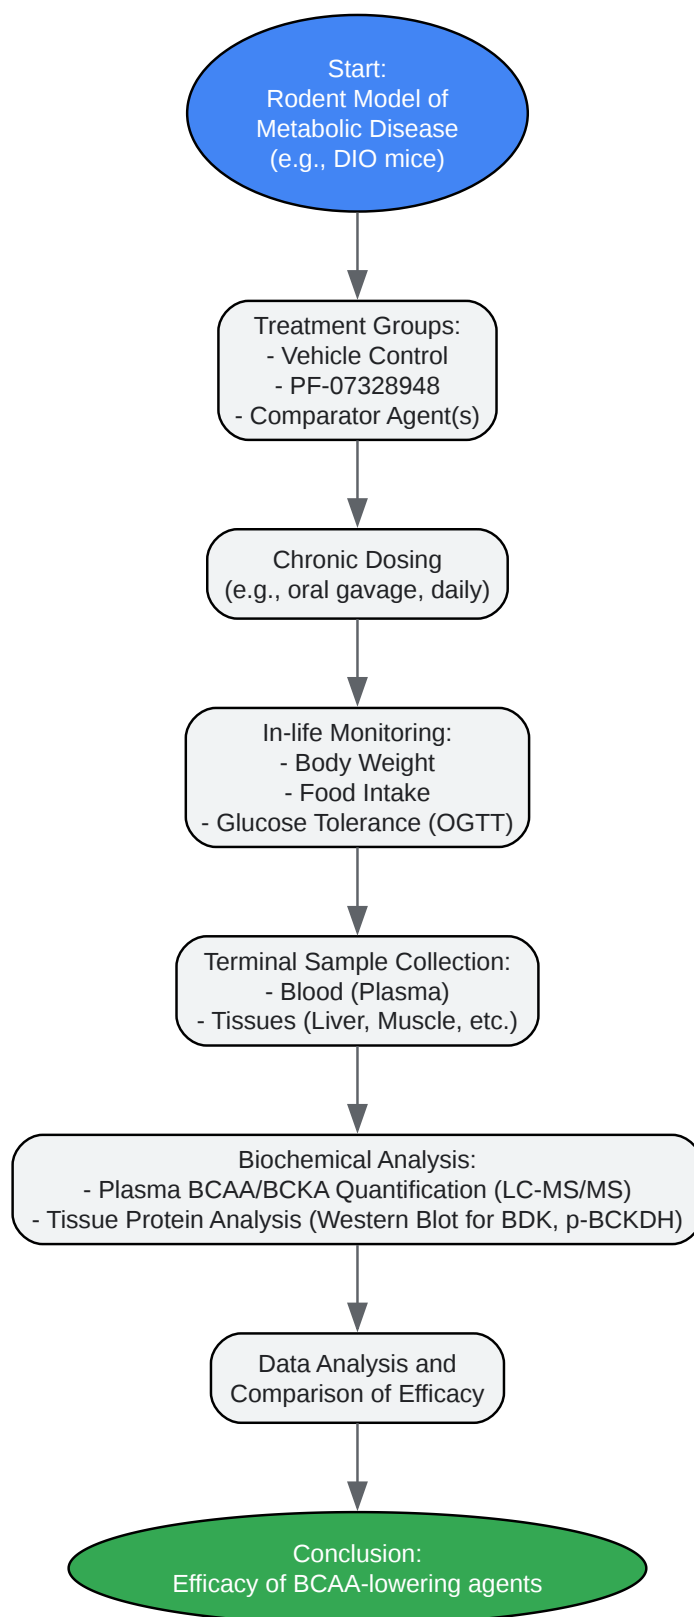 Start:
Rodent Model of
Metabolic Disease
(e.g., DIO mice)
Treatment Groups:
- Vehicle Control
- PF-07328948
- Comparator Agent(s)
Chronic Dosing
(e.g., oral gavage, daily)
In-life Monitoring:
- Body Weight
- Food Intake
- Glucose Tolerance (OGTT)
Terminal Sample Collection:
- Blood (Plasma)
- Tissues (Liver, Muscle, etc.)
Biochemical Analysis:
- Plasma BCAA/BCKA Quantification (LC-MS/MS)
- Tissue Protein Analysis (Western Blot for BDK, p-BCKDH)
Data Analysis and
Comparison of Efficacy
Conclusion:
Efficacy of BCAA-lowering agents